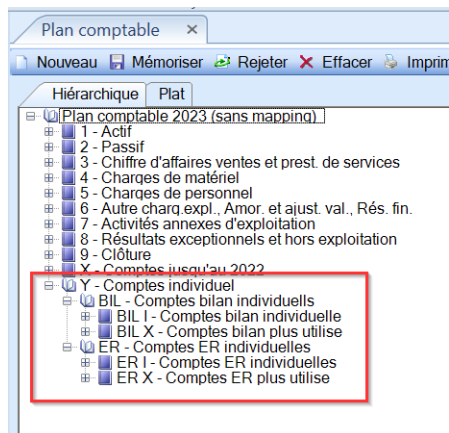 Plan comptable ×
Nouveau Mémoriser Rejeter Effacer Imprim
Hiérarchique Plat
Plan comptable 2023 (sans mapping)
1 - Actif
2 - Passif
3 - Chiffre d'affaires ventes et prest. de services
4 - Charges de matériel
5 - Charges de personnel
6 - Autre charg.expl., Amor. et ajust. val., Rés. fin.
7 - Activités annexes d'exploitation
8 - Résultats exceptionnels et hors exploitation
9 - Clôture
X - Comptes jusqu'au 2022
Y - Comptes individuel
BIL - Comptes bilan individuells
BIL I - Comptes bilan individuelle
BIL X - Comptes bilan plus utilise
ER - Comptes ER individuelles
ER I - Comptes ER individuelles
ER X - Comptes ER plus utilise